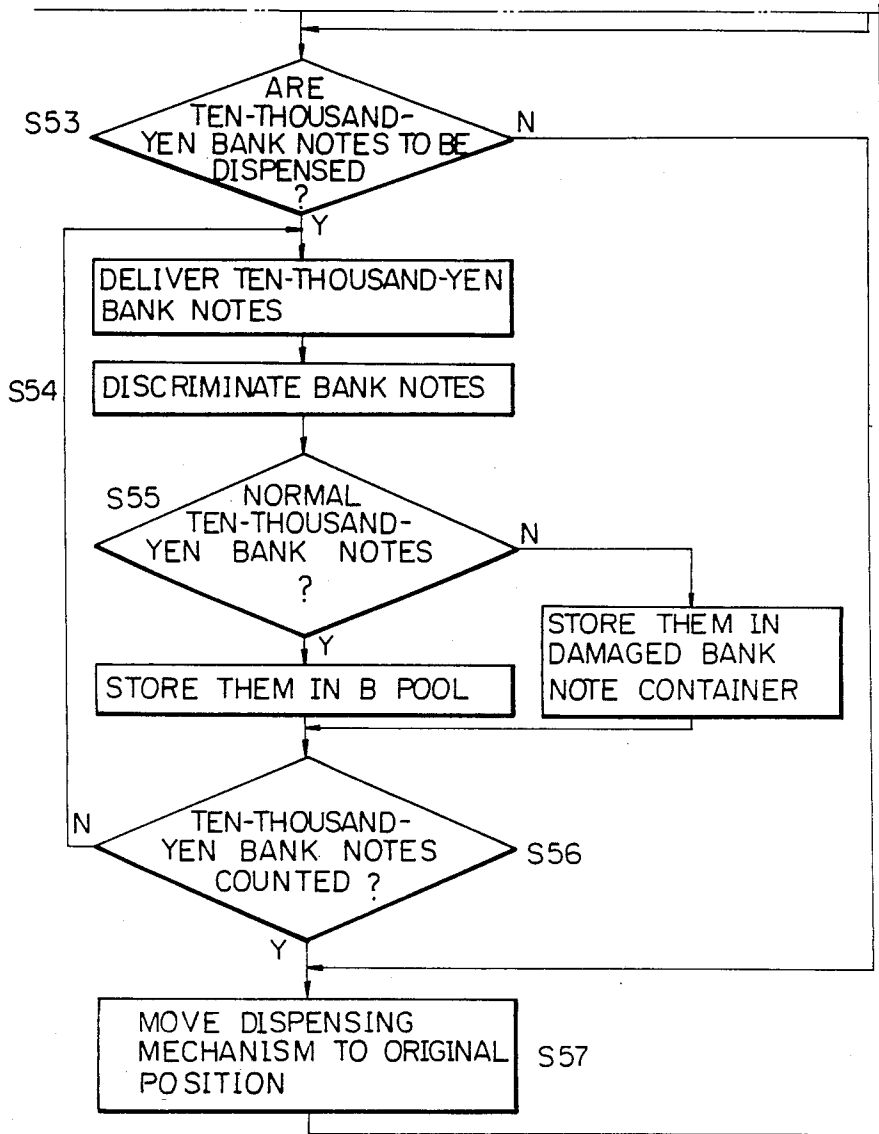 ARE
TEN-THOUSAND-
YEN BANK NOTES TO BE
DISPENSED
?
S53
N
Y
DELIVER TEN-THOUSAND-YEN
BANK NOTES
S54
DISCRIMINATE BANK NOTES
S55
NORMAL
TEN-THOUSAND-
YEN BANK NOTES
?
N
Y
STORE THEM IN
DAMAGED BANK
NOTE CONTAINER
STORE THEM IN B POOL
N
TEN-THOUSAND-
YEN BANK NOTES
COUNTED ?
S56
Y
MOVE DISPENSING
MECHANISM TO ORIGINAL
POSITION
S57